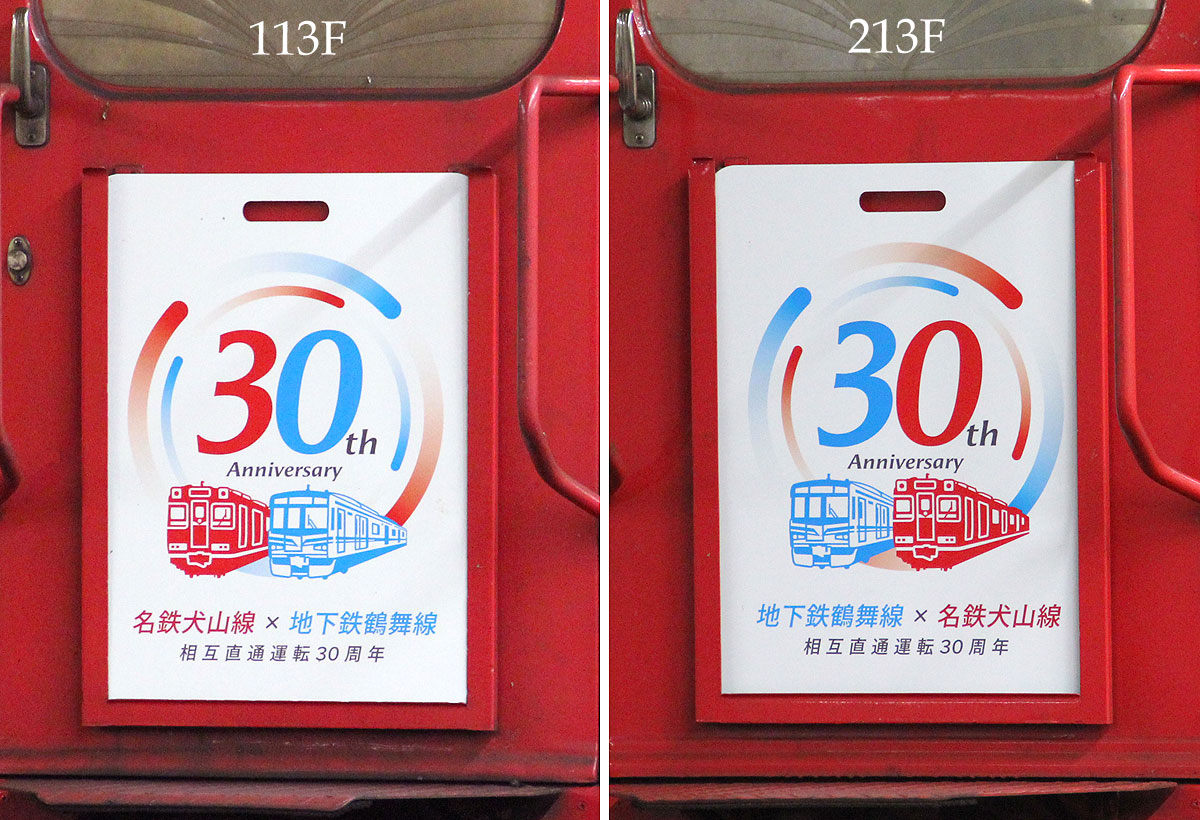 113F
30th
Anniversary
名鉄犬山線 × 地下鉄鶴舞線
相互直通運転30周年
213F
30th
Anniversary
地下鉄鶴舞線 × 名鉄犬山線
相互直通運転30周年